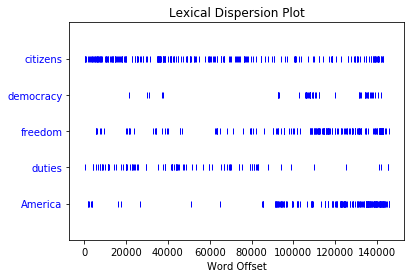 Lexical Dispersion Plot
citizens
democracy
freedom
duties
America
0 20000 40000 60000 80000 100000 120000 140000
Word Offset